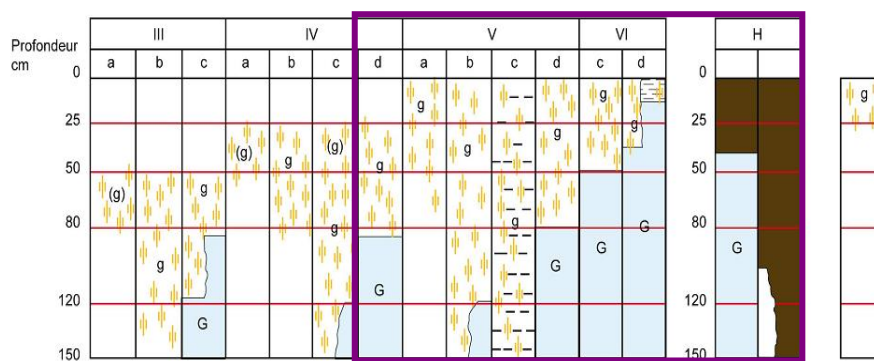 III IV V VI H
Profondeur
cm
a b c a b c d a b c d c d
0 0
g g g
25 25
(g) g (g) g g g g
50 50
(g) g g
80 g g G 80
g G G G G
120 120
G
150 150